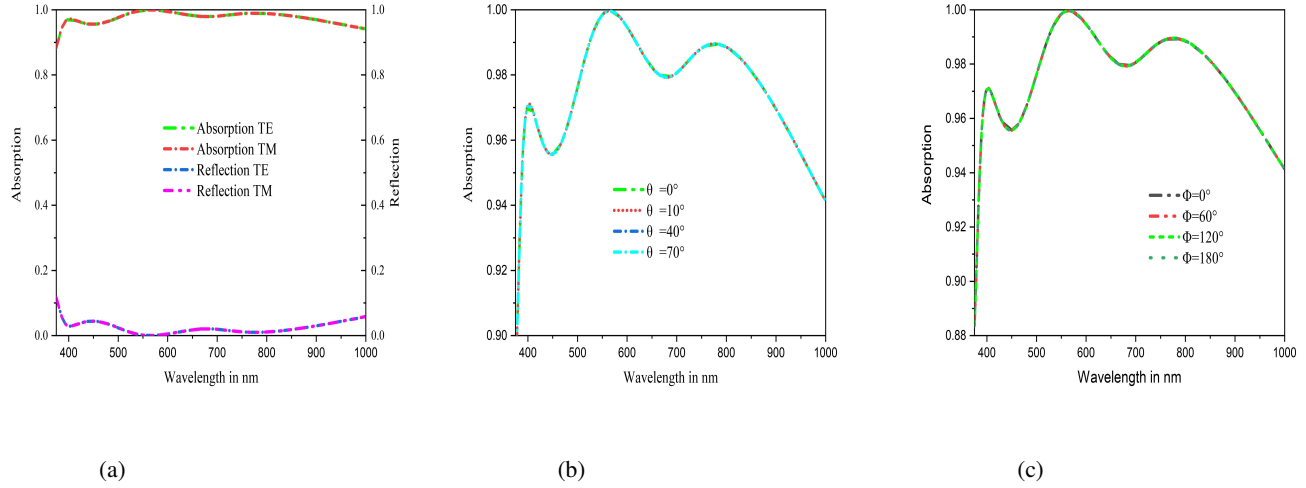 1.0
0.8
0.6
0.4
0.2
0.0
Absorption
1.0
0.8
0.6
0.4
0.2
0.0
Reflection
Absorption TE
Absorption TM
Reflection TE
Reflection TM
400 500 600 700 800 900 1000
Wavelength in nm
(a)
1.00
0.98
0.96
0.94
0.92
0.90
Absorption
θ =0°
θ =10°
θ =40°
θ =70°
400 500 600 700 800 900 1000
Wavelength in nm
(b)
1.00
0.98
0.96
0.94
0.92
0.90
0.88
Absorption
Φ=0°
Φ=60°
Φ=120°
Φ=180°
400 500 600 700 800 900 1000
Wavelength in nm
(c)